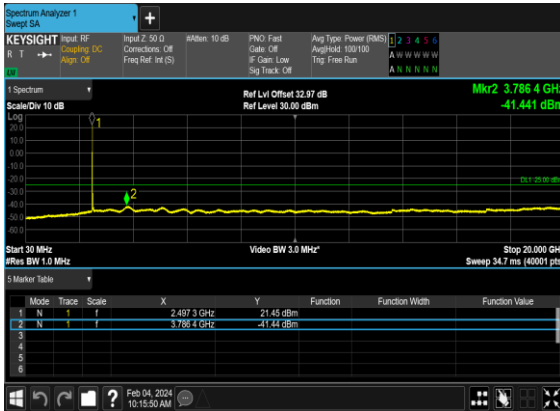 Spectrum Analyzer 1
Swept SA
+
KEYSIGHT Input: RF Input Z: 50 Ω #Atten: 10 dB PNO: Fast Avg Type: Power (RMS) 1 2 3 4 5 6
R T Coupling: DC Corrections: Off Gate: Off Avg|Hold: 100/100 A W W W W W
Align: Off Freq Ref: Int (S) IF Gain: Low Trig: Free Run
Sig Track: Off A N N N N N
1 Spectrum
Ref Lvl Offset 32.97 dB Mkr2 3.786 4 GHz
Scale/Div 10 dB Ref Level 30.00 dBm -41.441 dBm
Log
20.0
10.0
0.00
-10.0
-20.0
-30.0
-40.0
-50.0
-60.0
1
2
DL1 -25.00 dBm
Start 30 MHz Video BW 3.0 MHz* Stop 20.000 GHz
#Res BW 1.0 MHz Sweep 34.7 ms (40001 pts)
5 Marker Table
Mode Trace Scale X Y Function Function Width Function Value
1 N 1 f 2.497 3 GHz 21.45 dBm
2 N 1 f 3.786 4 GHz -41.44 dBm
3
4
5
6
? Feb 04, 2024
10:15:50 AM